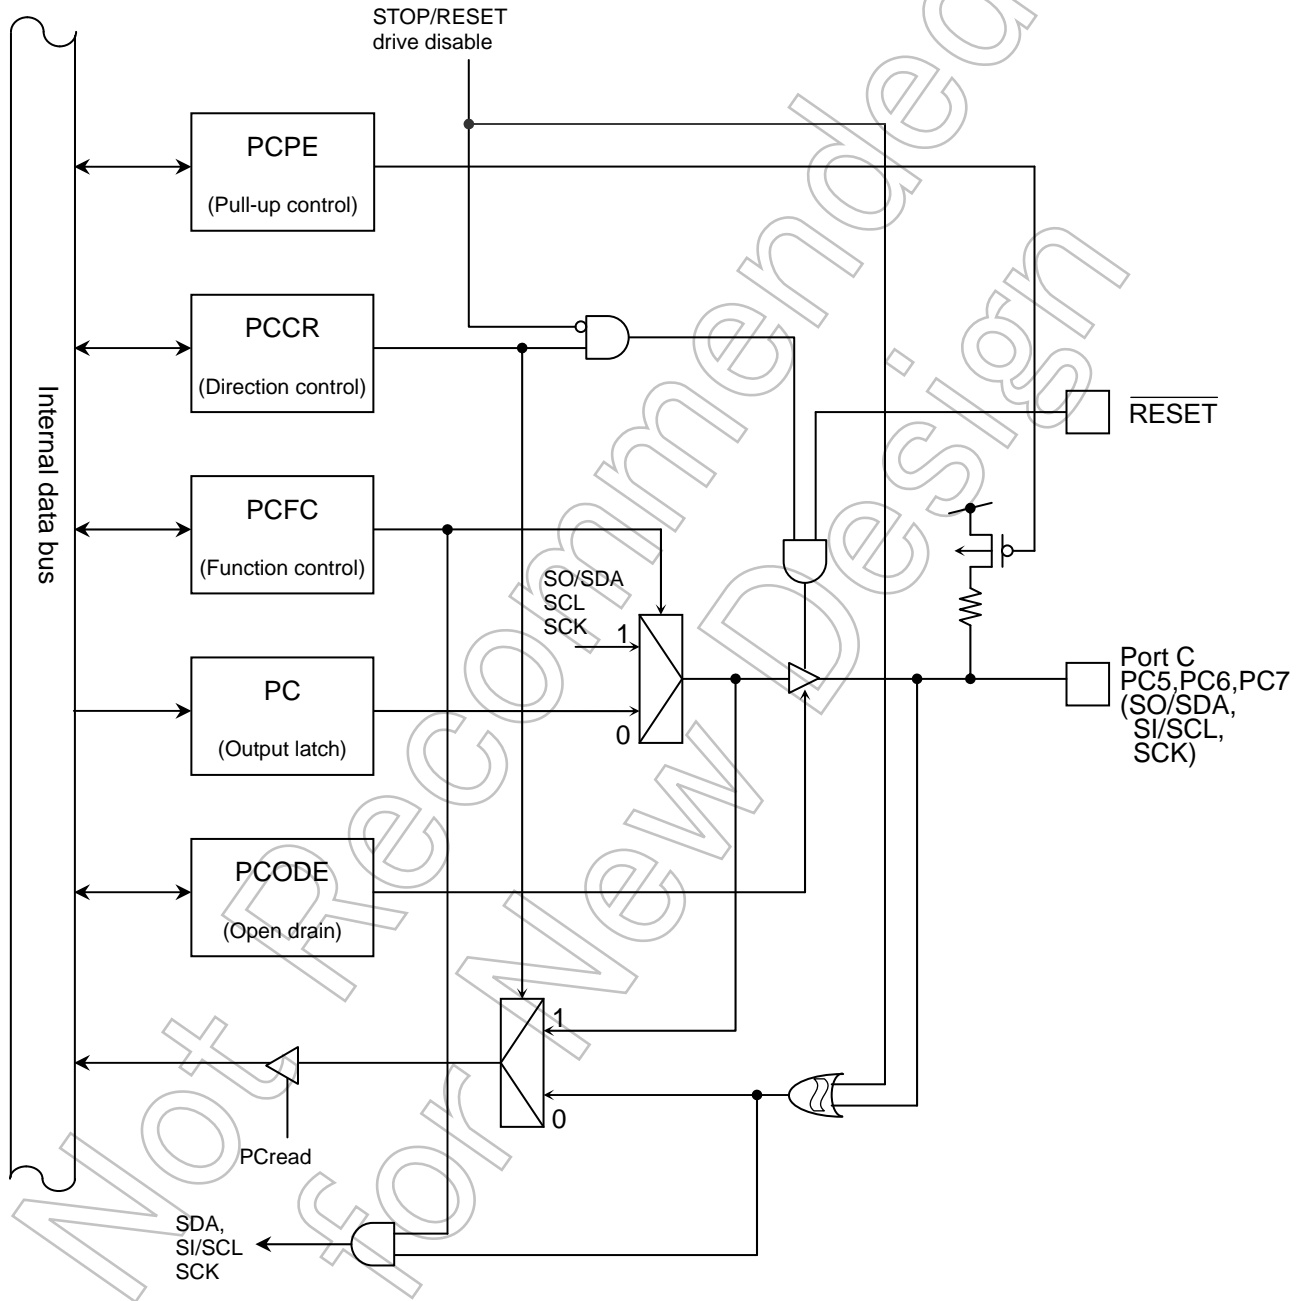 STOP/RESET
drive disable
PCPE
(Pull-up control)
PCCR
(Direction control)
RESET
Internal data bus
PCFC
(Function control)
SO/SDA
SCL
SCK
1
0
PC
(Output latch)
Port C
PC5,PC6,PC7
(SO/SDA,
SI/SCL,
SCK)
PCODE
(Open drain)
1
0
PCread
SDA,
SI/SCL
SCK
Not Recommended
for New Design